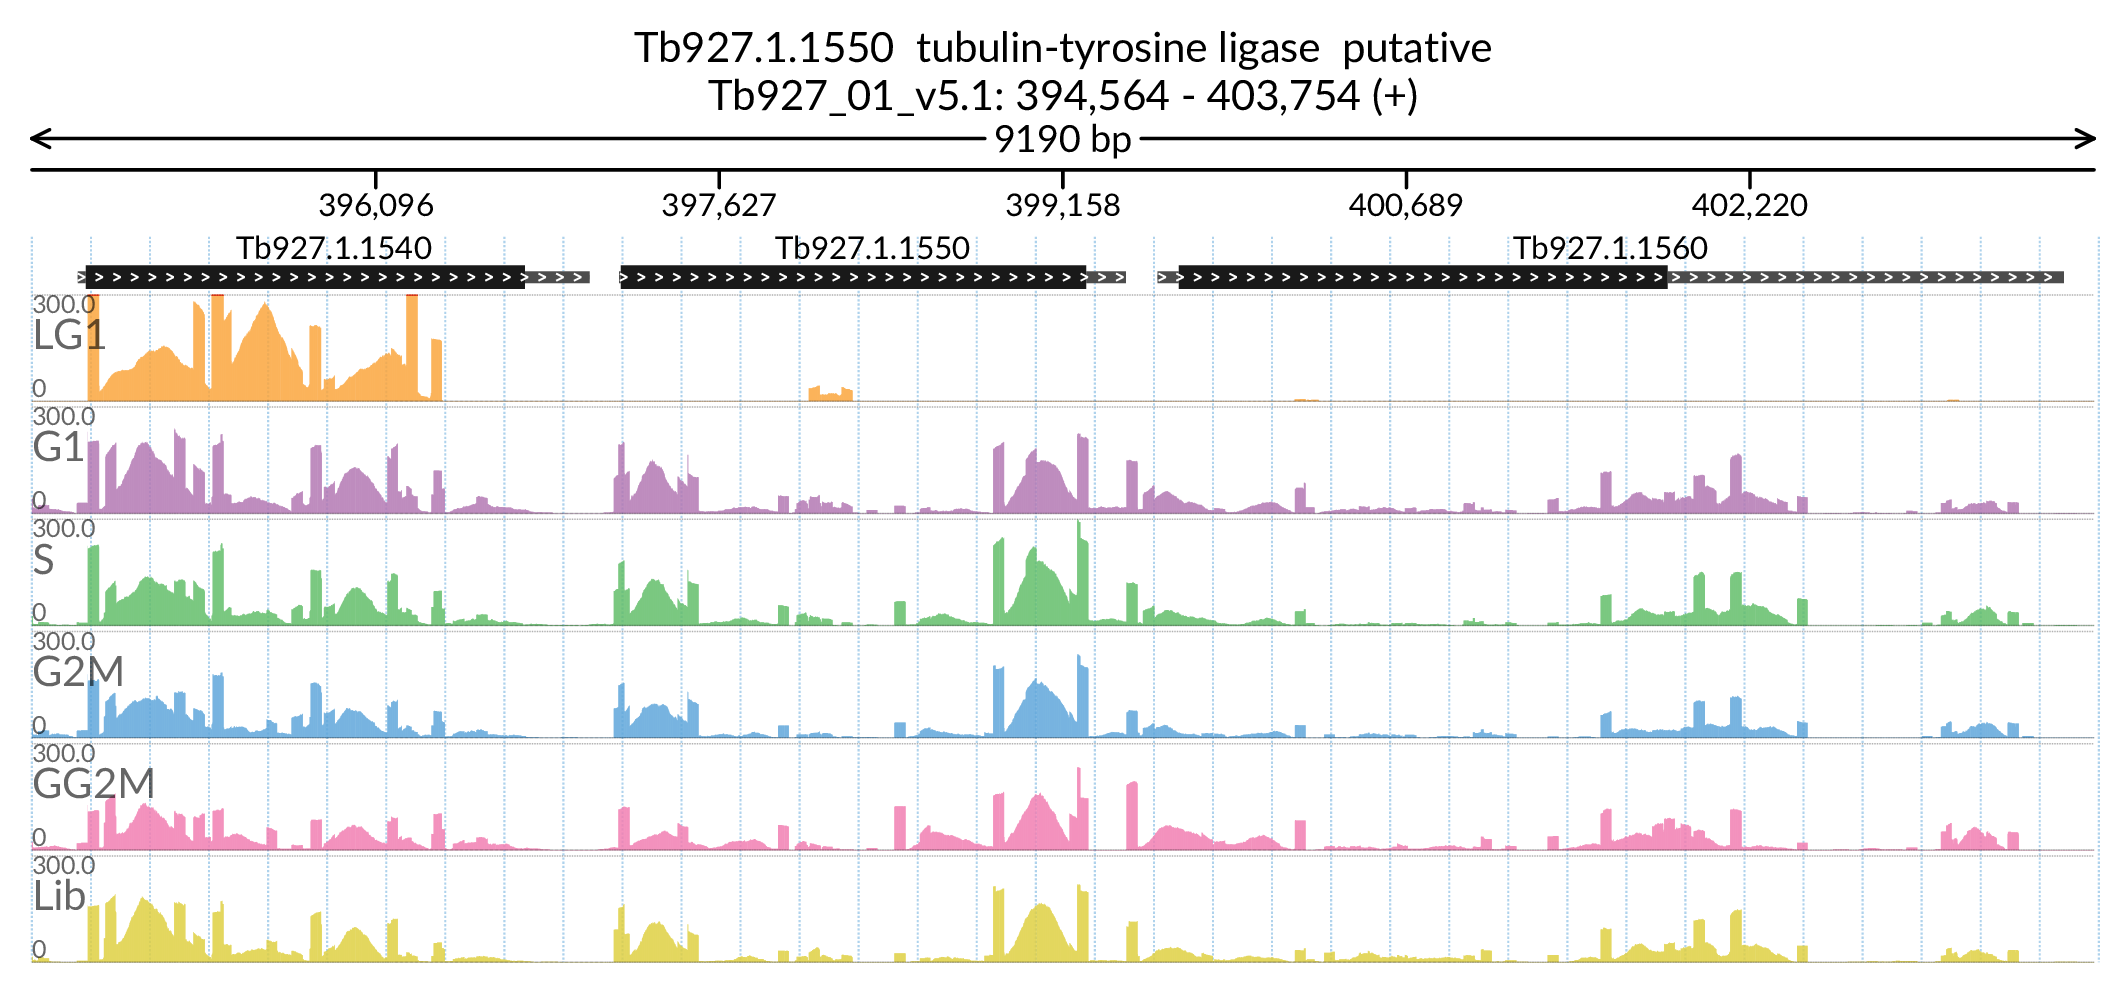 Tb927.1.1550  tubulin-tyrosine ligase  putative
Tb927_01_v5.1: 394,564 - 403,754 (+)
9190 bp
396,096 397,627 399,158 400,689 402,220
Tb927.1.1540 Tb927.1.1550 Tb927.1.1560
300.0
LG1
0
300.0
G1
0
300.0
S
0
300.0
G2M
0
300.0
GG2M
0
300.0
Lib
0